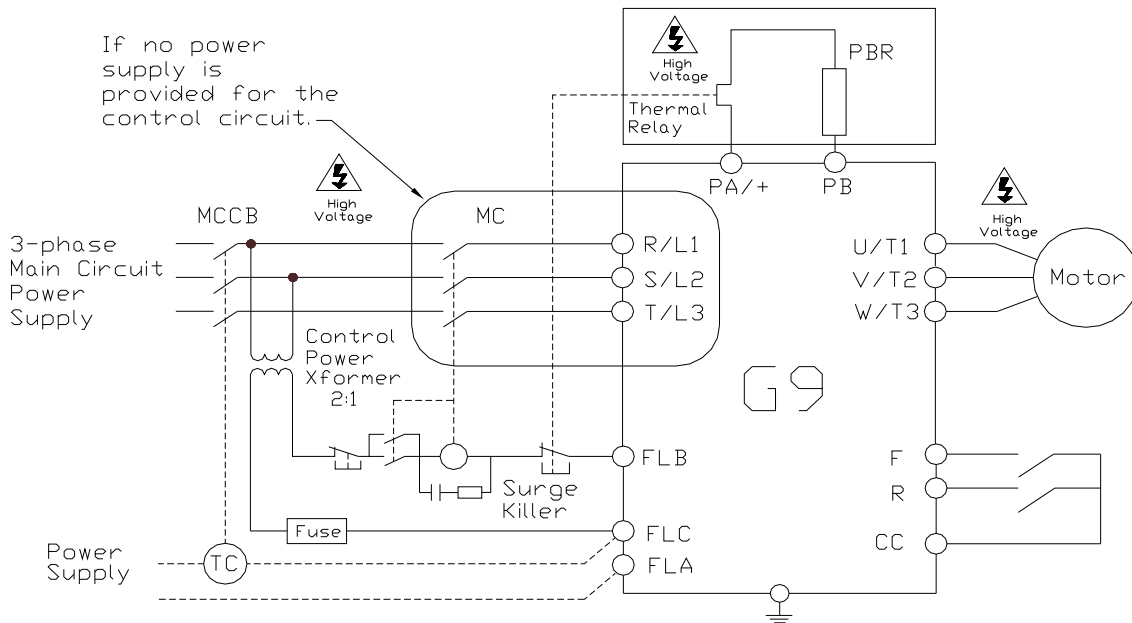 If no power
supply is
provided for the
control circuit.
High
Voltage
PBR
Thermal
Relay
PA/+
PB
High
Voltage
High
Voltage
MCCB
MC
3-phase
Main Circuit
Power
Supply
R/L1
S/L2
T/L3
U/T1
V/T2
W/T3
Motor
Control
Power
Xformer
2:1
G9
FLB
Surge
Killer
F
R
CC
Fuse
FLC
FLA
Power
Supply
TC